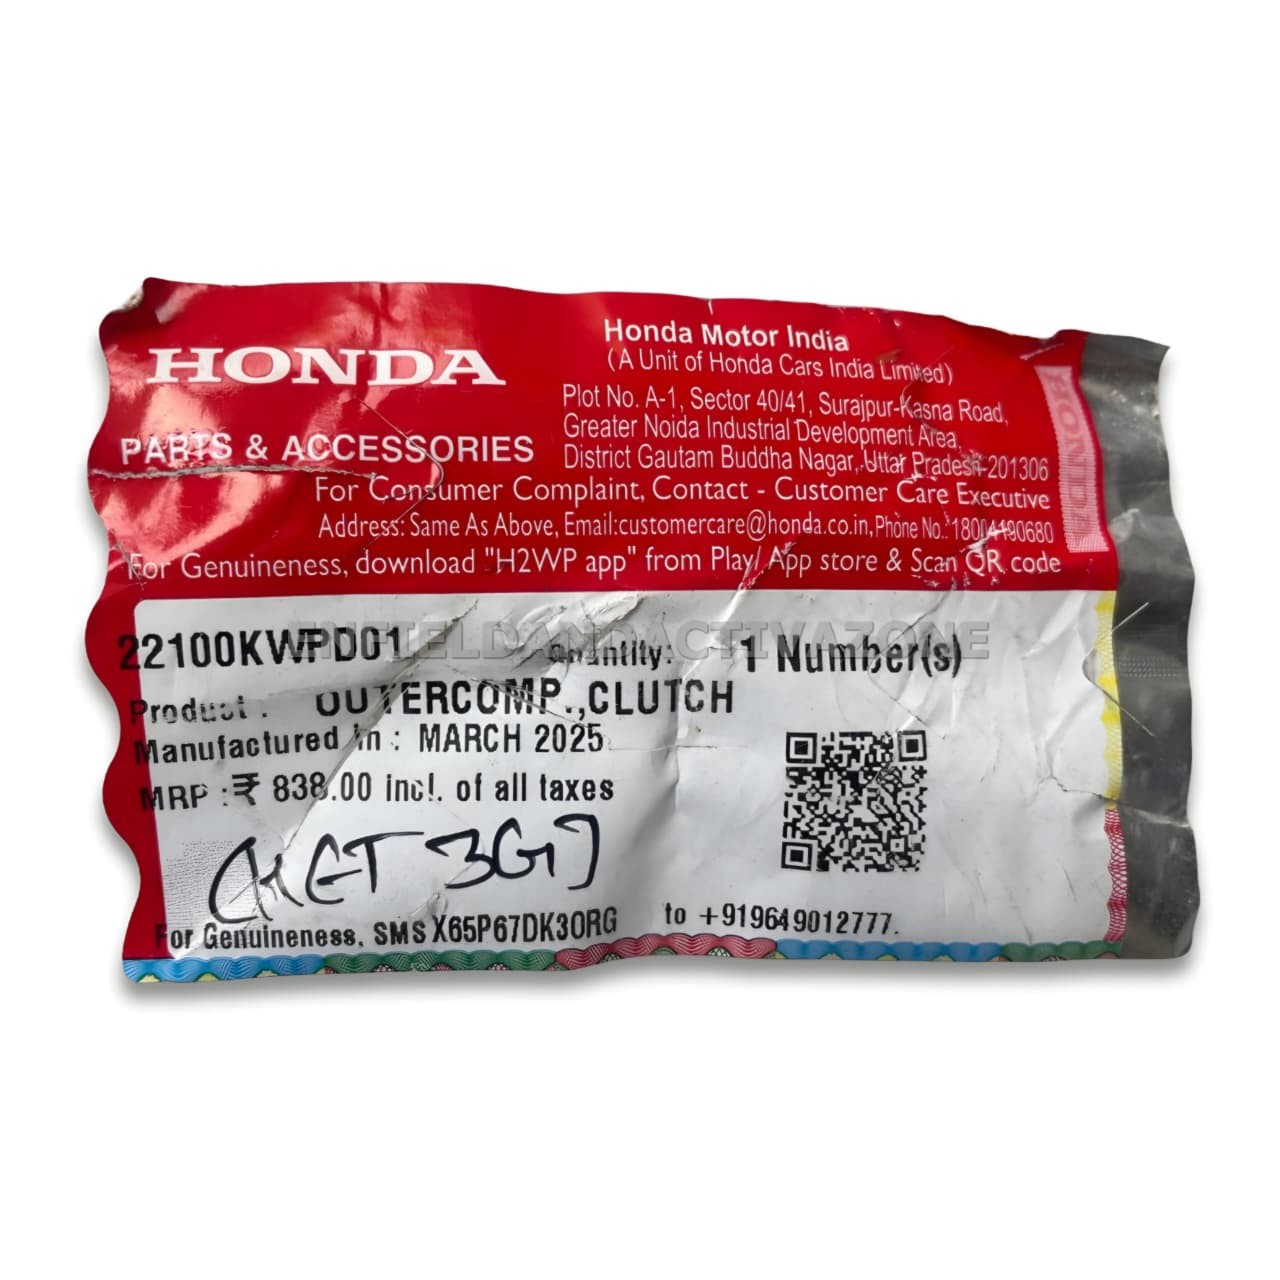 HONDA
PARTS & ACCESSORIES
Honda Motor India
(A Unit of Honda Cars India Limited)
Plot No. A-1, Sector 40/41, Surajpur-Kasna Road,
Greater Noida Industrial Development Area,
District Gautam Buddha Nagar, Uttar Pradesh-201306
For Consumer Complaint, Contact - Customer Care Executive
Address: Same As Above, Email:customercare@honda.co.in, Phone No.:18004190680
For Genuineness, download "H2WP app" from Play/ App store & Scan QR code
HONDA
22100KWPD01 Quantity: 1 Number(s)
ENFIELDANDACTIVAZONE
Product : OUTERCOMP.,CLUTCH
Manufactured in : MARCH 2025
MRP : ₹ 838.00 incl. of all taxes
For Genuineness, SMS X65P67DK3ORG to +919649012777.